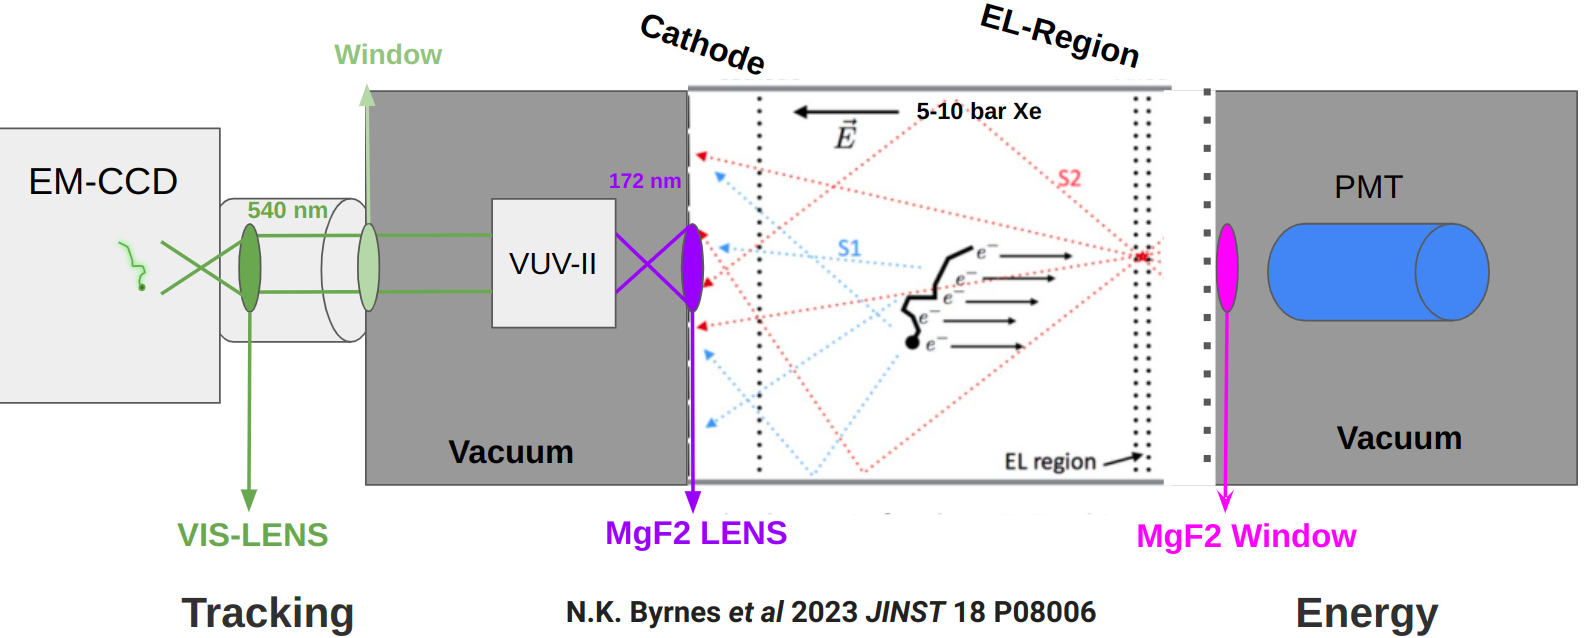 Cathode
EL-Region
Window
5-10 bar Xe
E
EM-CCD
172 nm
S2
PMT
540 nm
S1
e⁻
e⁻
e⁻
e⁻
e⁻
VUV-II
Vacuum
EL region
Vacuum
VIS-LENS
MgF2 LENS
MgF2 Window
Tracking
N.K. Byrnes et al 2023 JINST 18 P08006
Energy